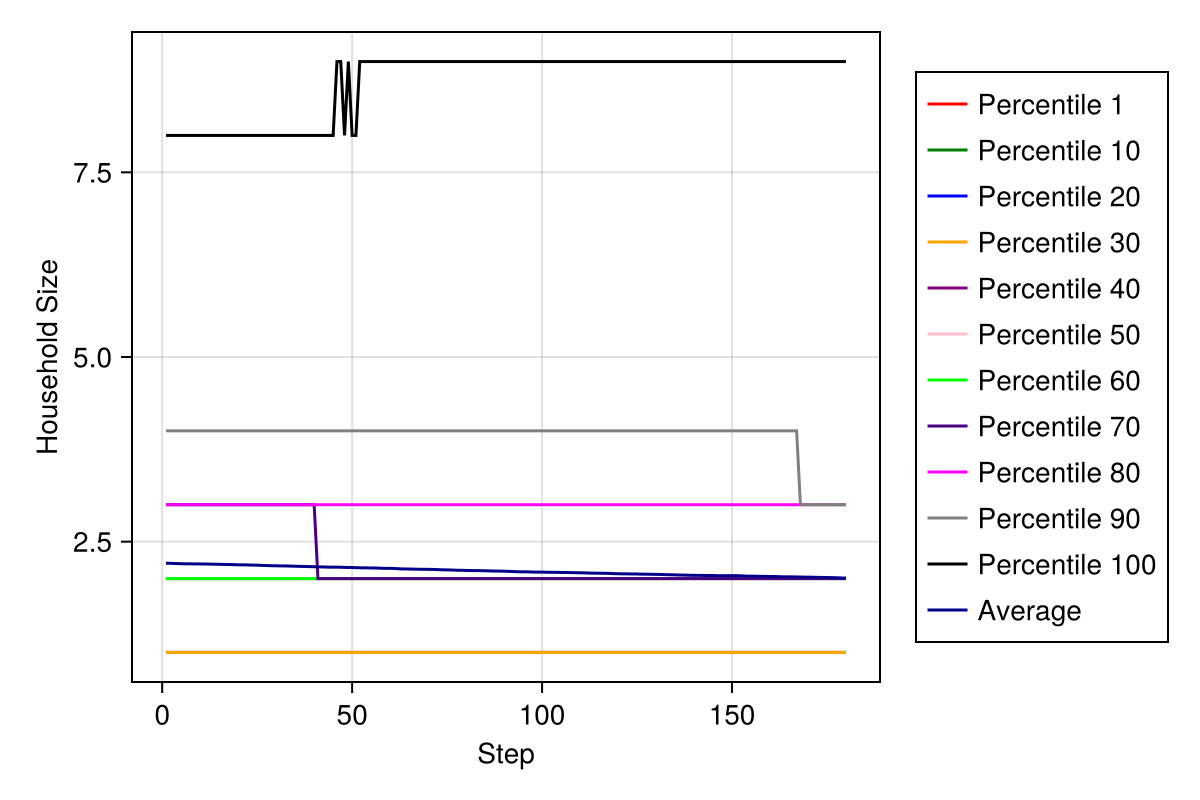 7.5
5.0
2.5
Household Size
0
50
100
150
Step
Percentile 1
Percentile 10
Percentile 20
Percentile 30
Percentile 40
Percentile 50
Percentile 60
Percentile 70
Percentile 80
Percentile 90
Percentile 100
Average